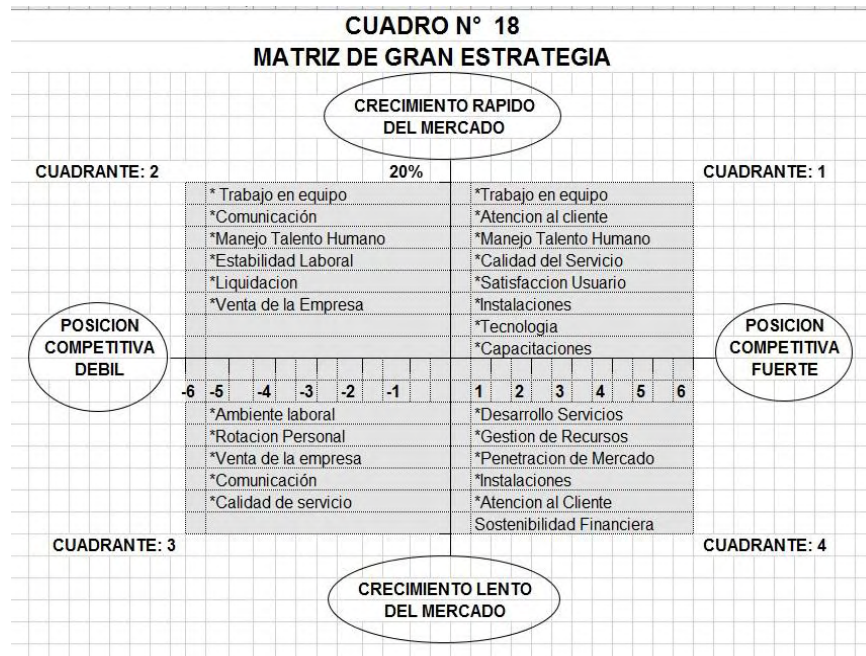 CUADRO N° 18
MATRIZ DE GRAN ESTRATEGIA
CRECIMIENTO RAPIDO
DEL MERCADO
CUADRANTE: 2
20%
CUADRANTE: 1
* Trabajo en equipo
*Comunicación
*Manejo Talento Humano
*Estabilidad Laboral
*Liquidacion
*Venta de la Empresa
*Trabajo en equipo
*Atencion al cliente
*Manejo Talento Humano
*Calidad del Servicio
*Satisfaccion Usuario
*Instalaciones
*Tecnologia
*Capacitaciones
POSICION
COMPETITIVA
DEBIL
POSICION
COMPETITIVA
FUERTE
-6 -5 -4 -3 -2 -1 1 2 3 4 5 6
*Ambiente laboral
*Rotacion Personal
*Venta de la empresa
*Comunicación
*Calidad de servicio
*Desarrollo Servicios
*Gestion de Recursos
*Penetracion de Mercado
*Instalaciones
*Atencion al Cliente
Sostenibilidad Financiera
CUADRANTE: 3
CUADRANTE: 4
CRECIMIENTO LENTO
DEL MERCADO